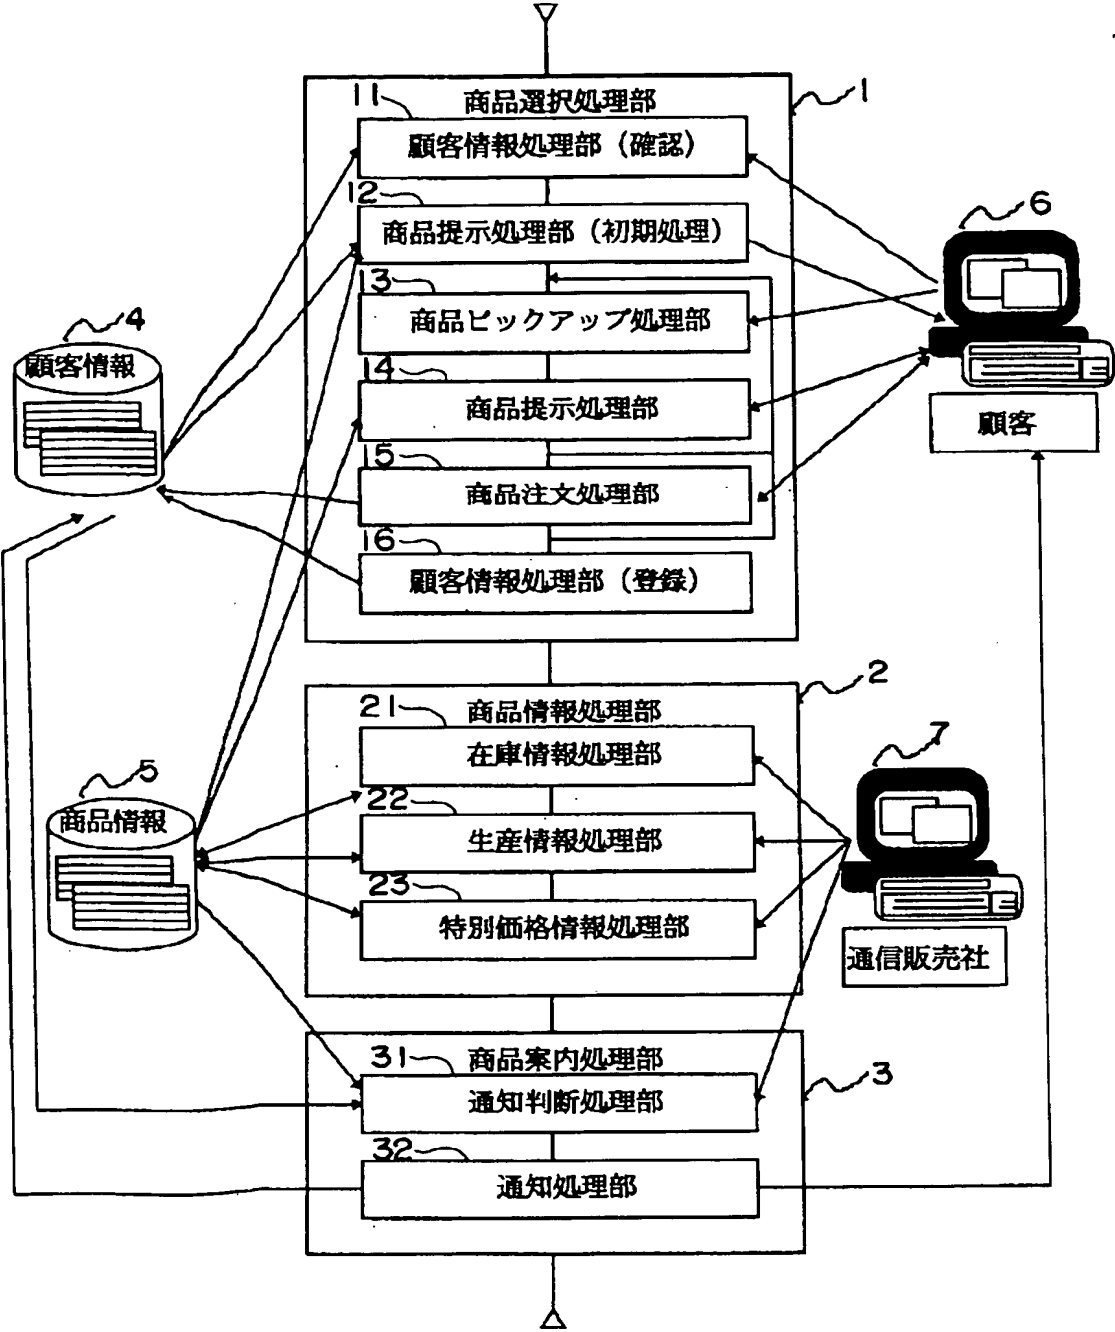 商品選択処理部
1
11
顧客情報処理部（確認）
12
商品提示処理部（初期処理）
13
商品ピックアップ処理部
14
商品提示処理部
15
商品注文処理部
16
顧客情報処理部（登録）
4
顧客情報
6
顧客
2
商品情報処理部
21
在庫情報処理部
22
生産情報処理部
23
特別価格情報処理部
5
商品情報
7
通信販売社
3
商品案内処理部
31
通知判断処理部
32
通知処理部